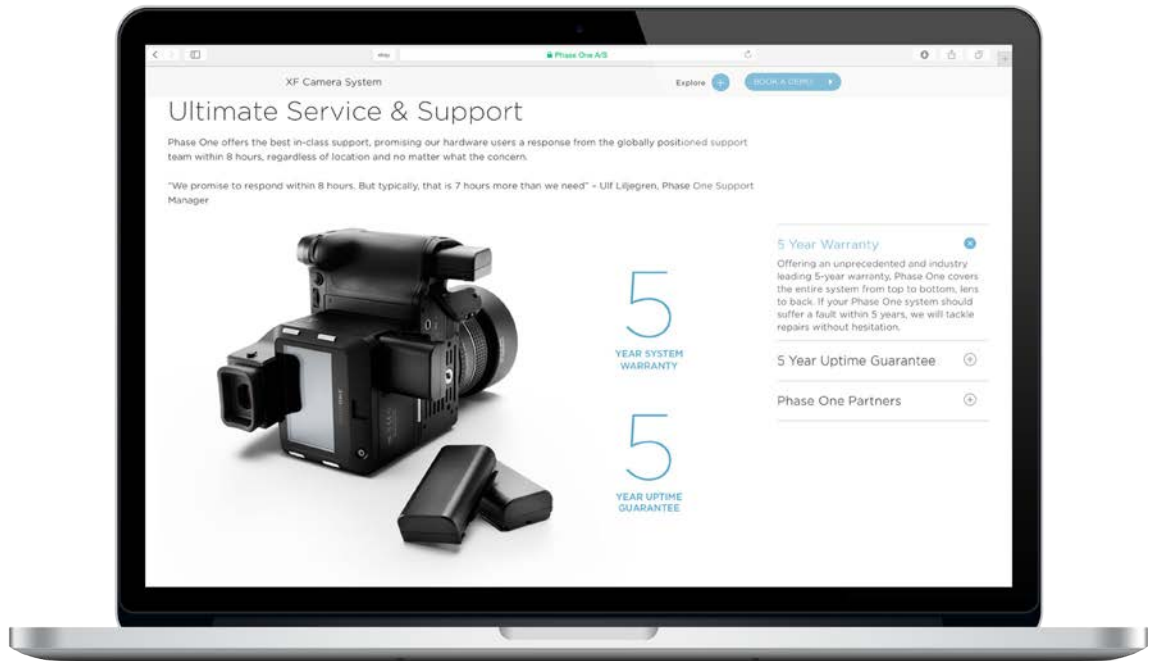 Phase One A/S
XF Camera System
Explore
BOOK A DEMO
Ultimate Service & Support
Phase One offers the best in-class support, promising our hardware users a response from the globally positioned support
team within 8 hours, regardless of location and no matter what the concern.
"We promise to respond within 8 hours. But typically, that is 7 hours more than we need" – Ulf Liljegren, Phase One Support
Manager
5
YEAR SYSTEM
WARRANTY
5
YEAR UPTIME
GUARANTEE
5 Year Warranty
Offering an unprecedented and industry
leading 5-year warranty, Phase One covers
the entire system from top to bottom, lens
to back. If your Phase One system should
suffer a fault within 5 years, we will tackle
repairs without hesitation.
5 Year Uptime Guarantee
Phase One Partners